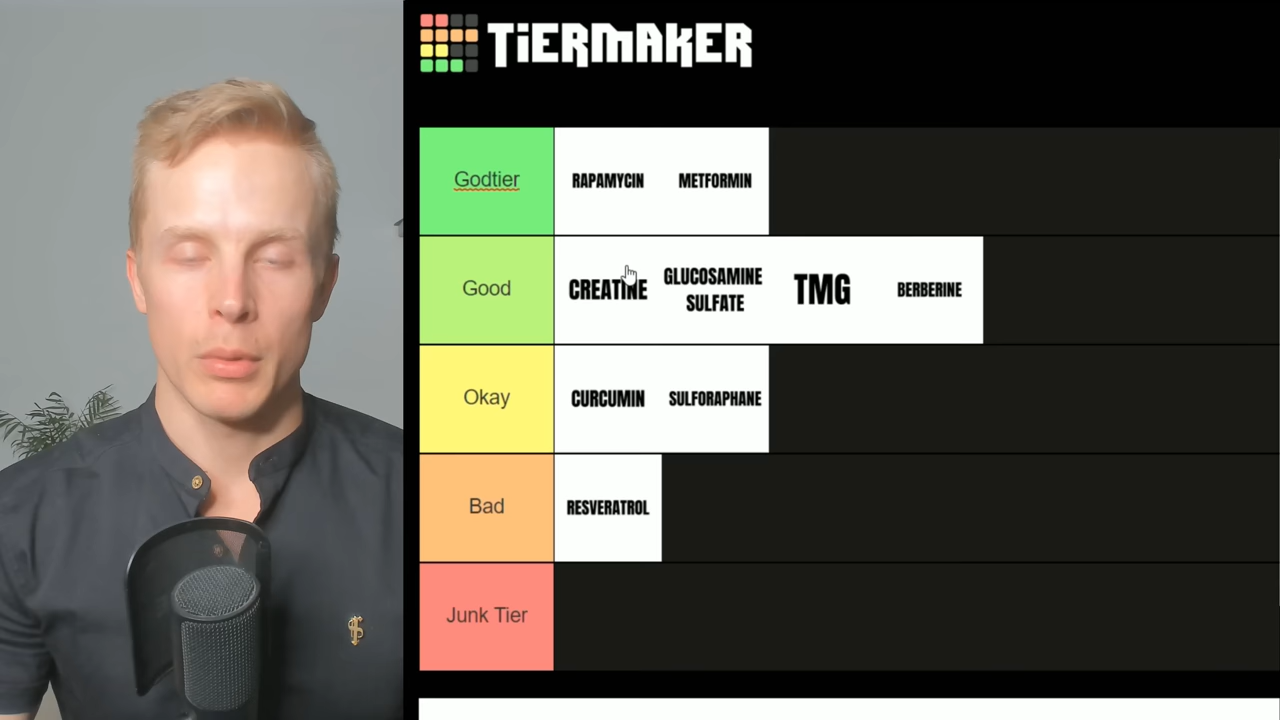 TiERMAKER
Godtier
RAPAMYCIN
METFORMIN
Good
CREATINE
GLUCOSAMINE
SULFATE
TMG
BERBERINE
Okay
CURCUMIN
SULFORAPHANE
Bad
RESVERATROL
Junk Tier